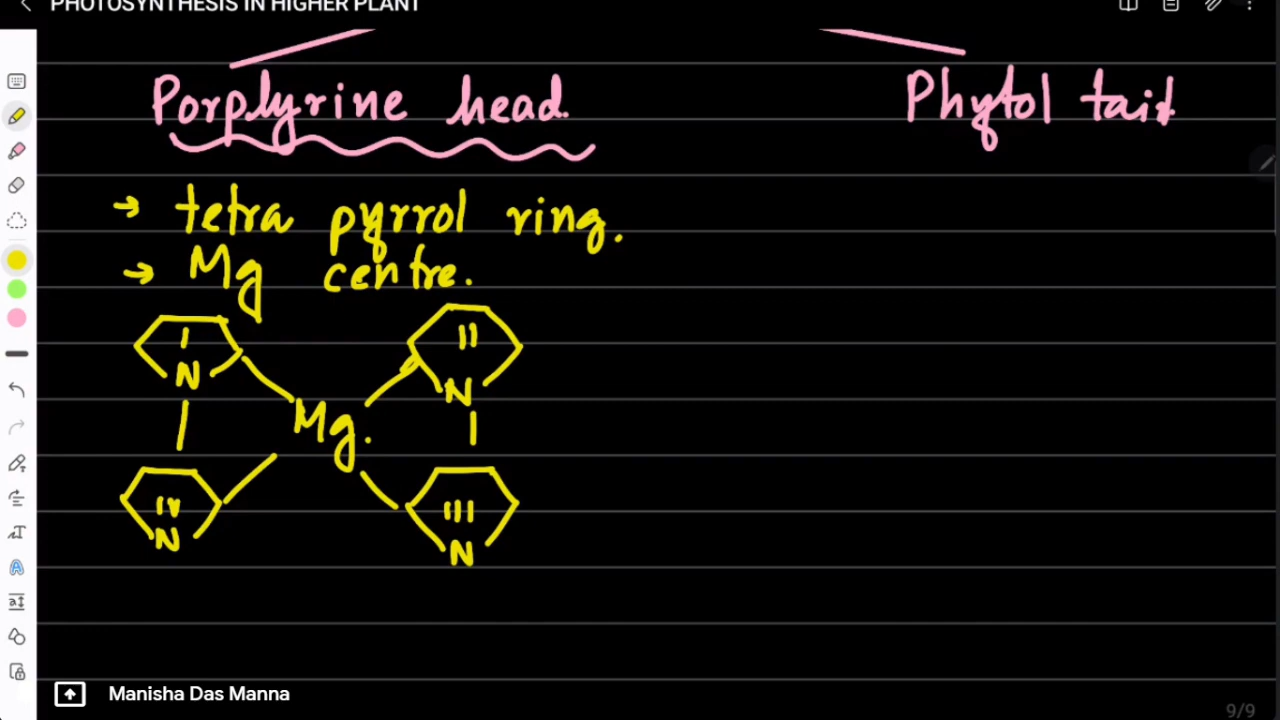 PHOTOSYNTHESIS IN HIGHER PLANT
Porplyrine head.
Phytol tail
→ tetra pyrrol ring.
→ Mg centre.
I
II
N
N
Mg.
IV
III
N
N
Manisha Das Manna
9/9